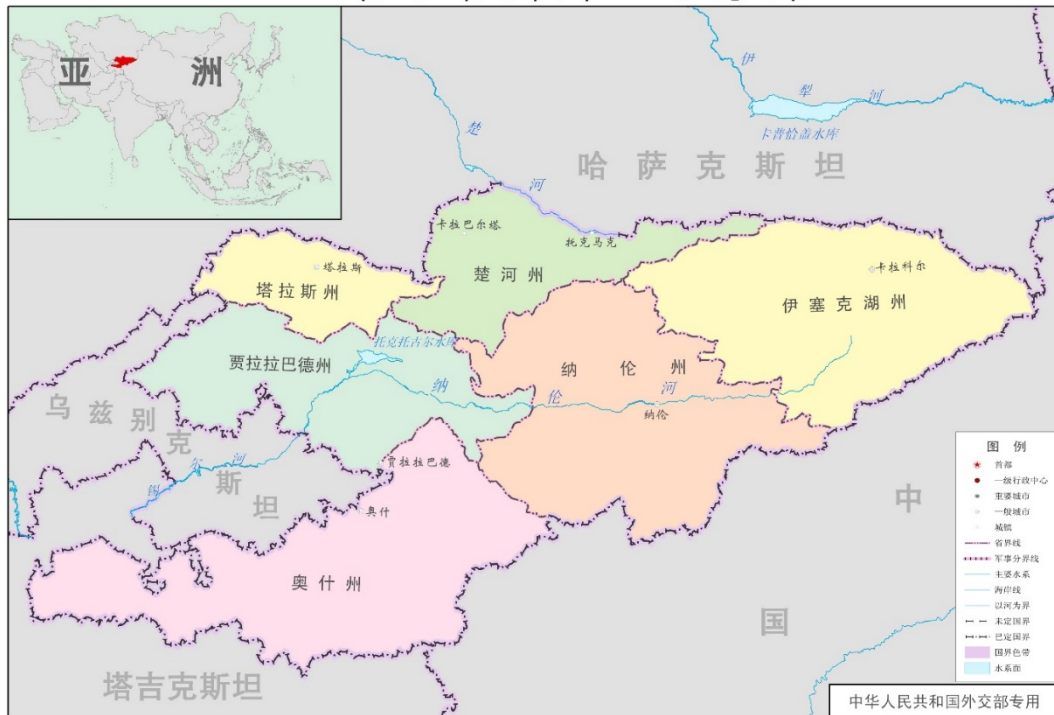 亚 洲
伊 犁 河
卡普恰盖水库
楚 河
哈萨克斯坦
卡拉巴尔塔
托克马克
楚河州
塔拉斯
塔拉斯州
卡拉科尔
伊塞克湖州
托克托古尔水库
贾拉拉巴德州
纳伦州
纳 伦 河
纳伦
乌兹别克斯坦
锡 尔 河
贾拉拉巴德
奥什
奥什州
中 国
塔吉克斯坦
图 例
首都
一级行政中心
重要城市
一般城市
城镇
省界线
军事分界线
主要水系
海岸线
以河为界
未定国界
已定国界
国界色带
水系面
中华人民共和国外交部专用